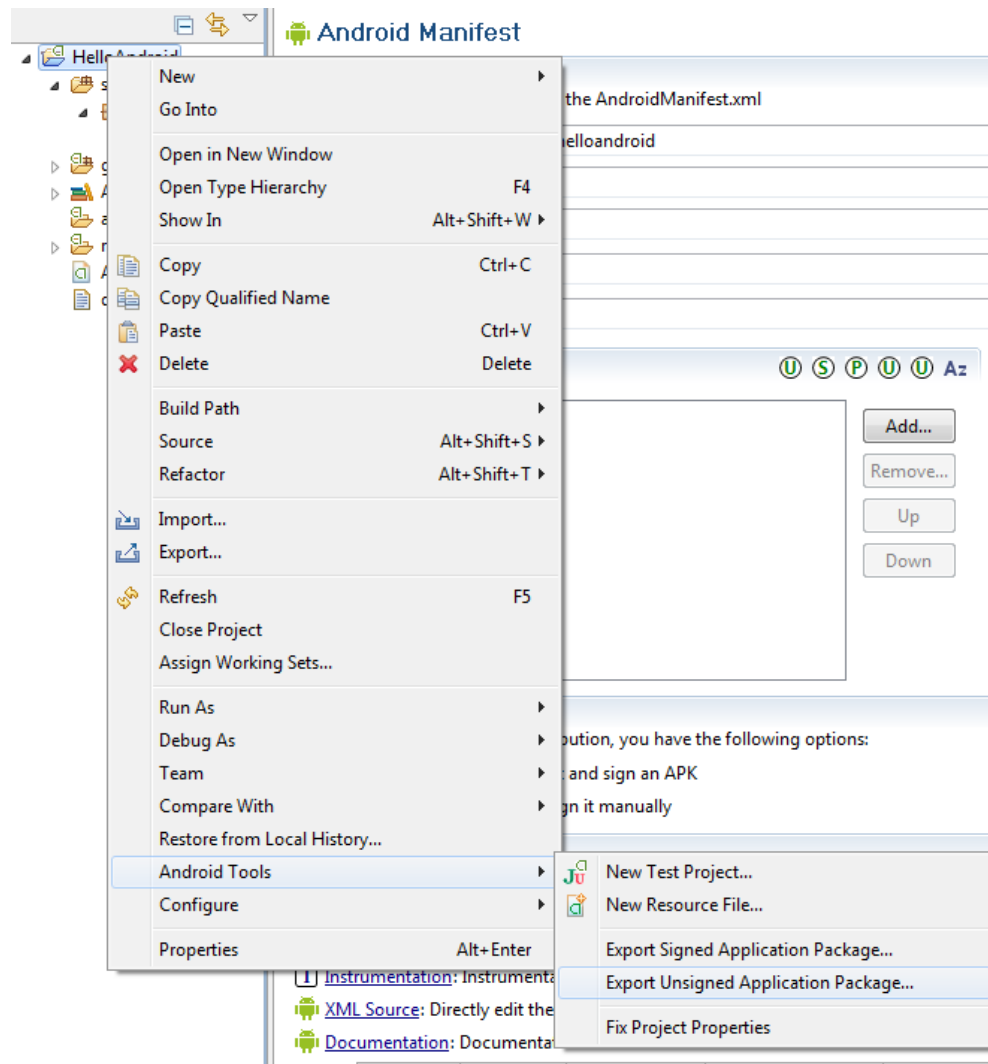 Android Manifest
HelloAndroid
New
Go Into
Open in New Window
Open Type Hierarchy F4
Show In Alt+Shift+W
Copy Ctrl+C
Copy Qualified Name
Paste Ctrl+V
Delete Delete
Build Path
Source Alt+Shift+S
Refactor Alt+Shift+T
Import...
Export...
Refresh F5
Close Project
Assign Working Sets...
Run As
Debug As
Team
Compare With
Restore from Local History...
Android Tools
Configure
Properties Alt+Enter
the AndroidManifest.xml
elloandroid
U S P U U Az
Add...
Remove...
Up
Down
bution, you have the following options:
and sign an APK
gn it manually
New Test Project...
New Resource File...
Export Signed Application Package...
Export Unsigned Application Package...
Fix Project Properties
I Instrumentation: Instrumenta
XML Source: Directly edit the
Documentation: Documentat